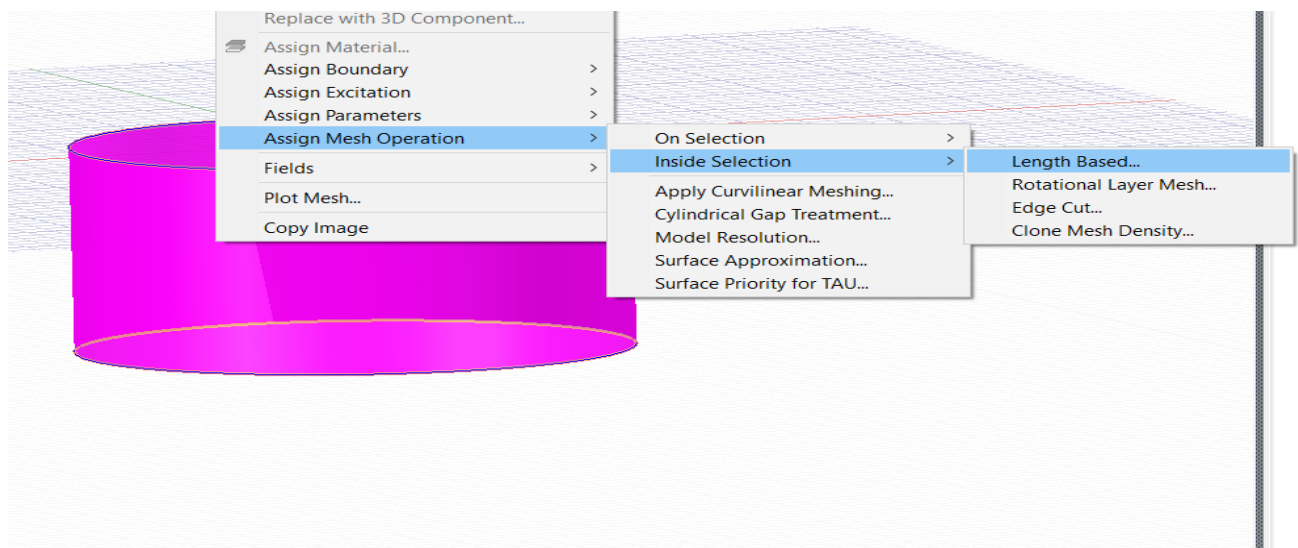 Replace with 3D Component...
Assign Material...
Assign Boundary >
Assign Excitation >
Assign Parameters >
Assign Mesh Operation >
Fields >
Plot Mesh...
Copy Image
On Selection >
Inside Selection >
Apply Curvilinear Meshing...
Cylindrical Gap Treatment...
Model Resolution...
Surface Approximation...
Surface Priority for TAU...
Length Based...
Rotational Layer Mesh...
Edge Cut...
Clone Mesh Density...